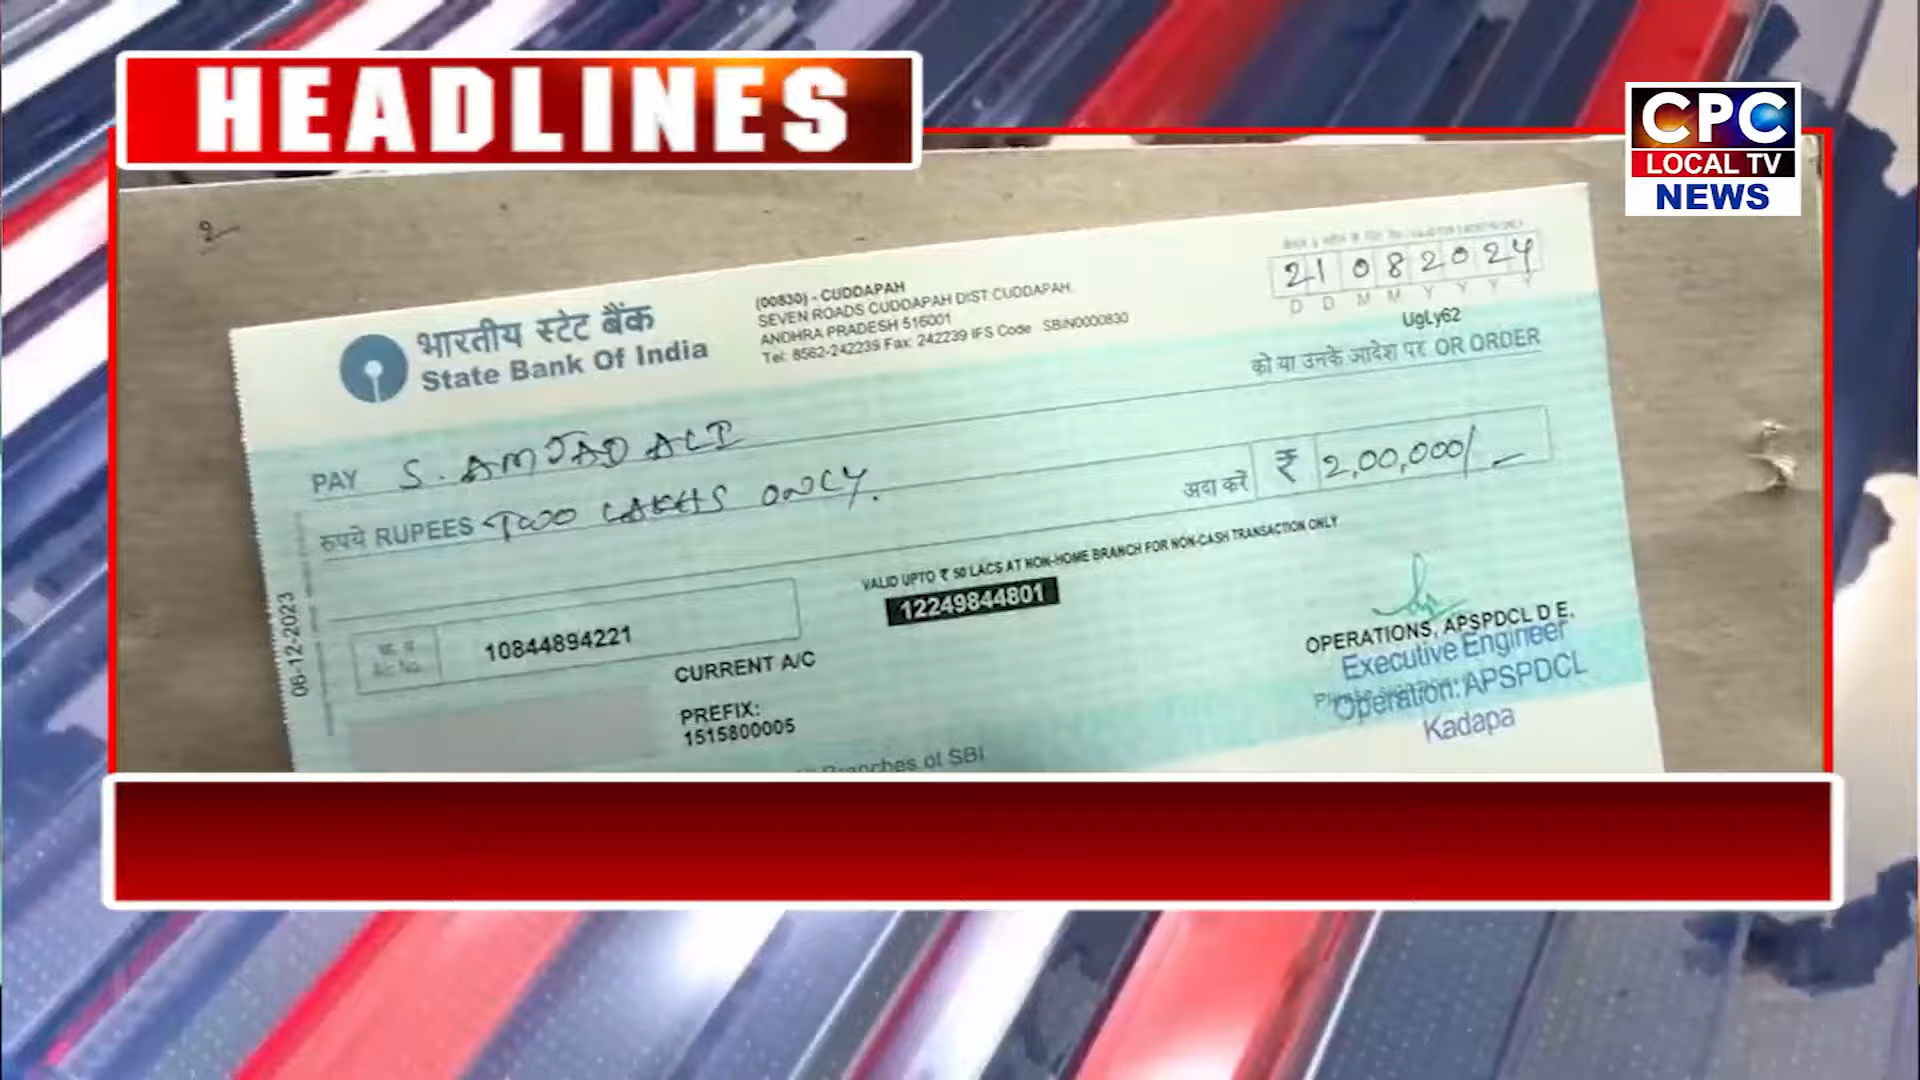 HEADLINES
CPC
LOCAL TV
NEWS
2
भारतीय स्टेट बैंक
State Bank Of India
(00830) - CUDDAPAH
SEVEN ROADS CUDDAPAH DIST:CUDDAPAH,
ANDHRA PRADESH 516001
Tel: 8562-242239 Fax: 242239 IFS Code SBIN0000830
21082024
D D M M Y Y Y Y
UgLy62
को या उनके आदेश पर OR ORDER
PAY S. AMJAD ALI
रुपये RUPEES TWO LAKHS ONLY.
अदा करें ₹ 2,00,000/-
VALID UPTO ₹ 50 LACS AT NON-HOME BRANCH FOR NON-CASH TRANSACTION ONLY
12249844801
06-12-2023
A/c No. 10844894221
CURRENT A/C
PREFIX:
1515800005
Branches of SBI
OPERATIONS, APSPDCL D E.
Executive Engineer
Operation: APSPDCL
Kadapa